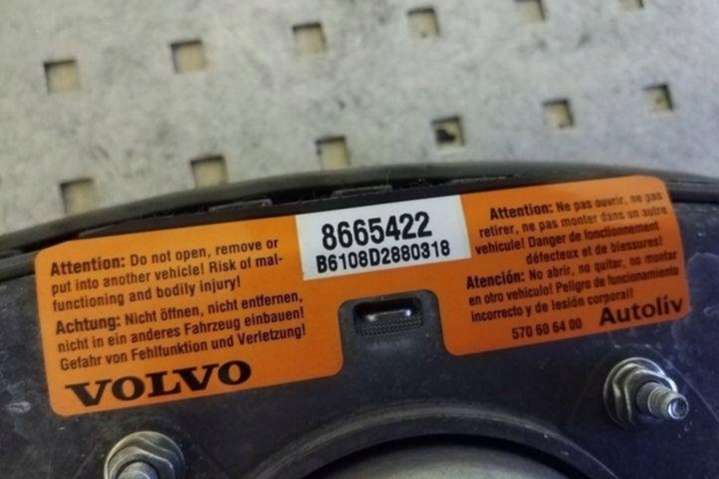 Attention: Do not open, remove or
put into another vehicle! Risk of mal-
functioning and bodily injury!
Achtung: Nicht öffnen, nicht entfernen,
nicht in ein anderes Fahrzeug einbauen!
Gefahr von Fehlfunktion und Verletzung!
VOLVO
8665422
B6108D2880318
Attention: Ne pas ouvrir, ne pas
retirer, ne pas monter dans un autre
vehicule! Danger de fonctionnement
défecteux et de blessures!
Atención: No abrir, no quitar, no montar
en otro vehiculo! Peligro de funcionamiento
incorrecto y de lesión corporal!
570 60 64 00 Autoliv